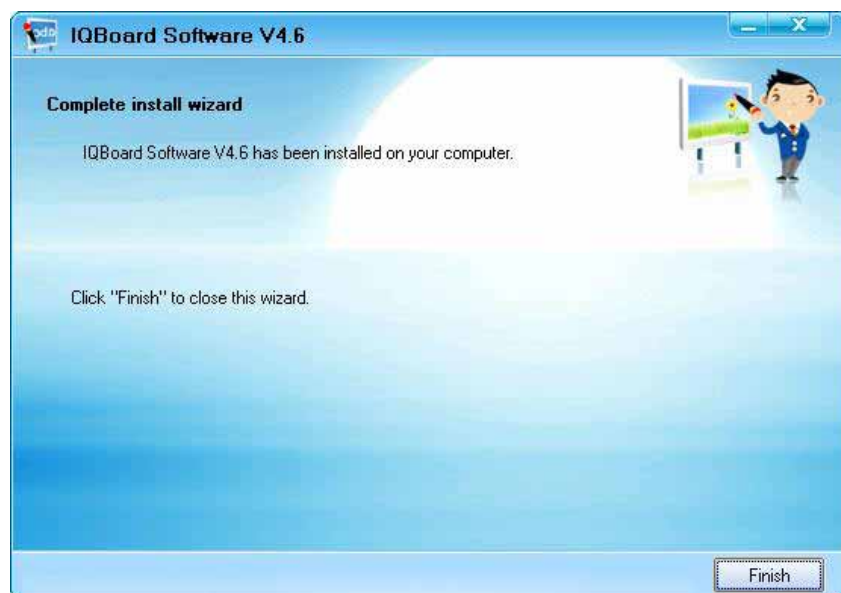 IQBoard Software V4.6
Complete install wizard
IQBoard Software V4.6 has been installed on your computer.
Click "Finish" to close this wizard.
Finish